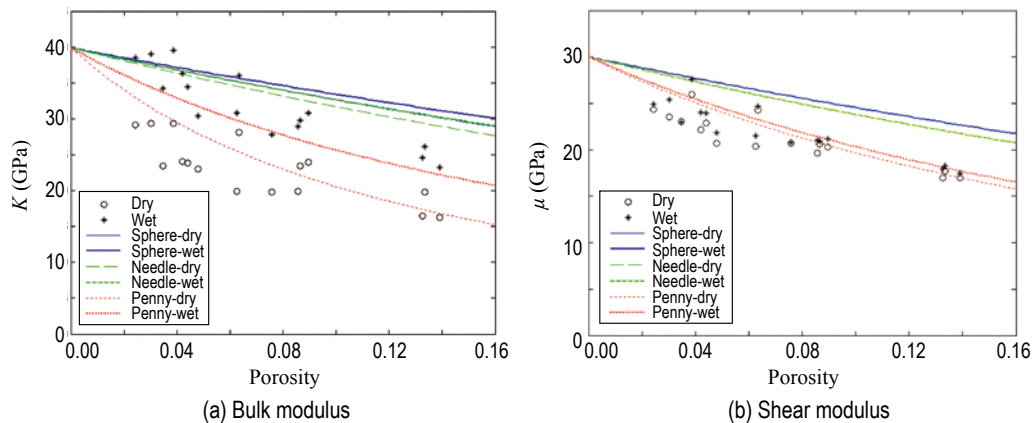 40
30
20
10
0
K (GPa)
Dry
Wet
Sphere-dry
Sphere-wet
Needle-dry
Needle-wet
Penny-dry
Penny-wet
0.00 0.04 0.08 0.12 0.16
Porosity
(a) Bulk modulus
30
20
10
0
μ (GPa)
Dry
Wet
Sphere-dry
Sphere-wet
Needle-dry
Needle-wet
Penny-dry
Penny-wet
0.00 0.04 0.08 0.12 0.16
Porosity
(b) Shear modulus